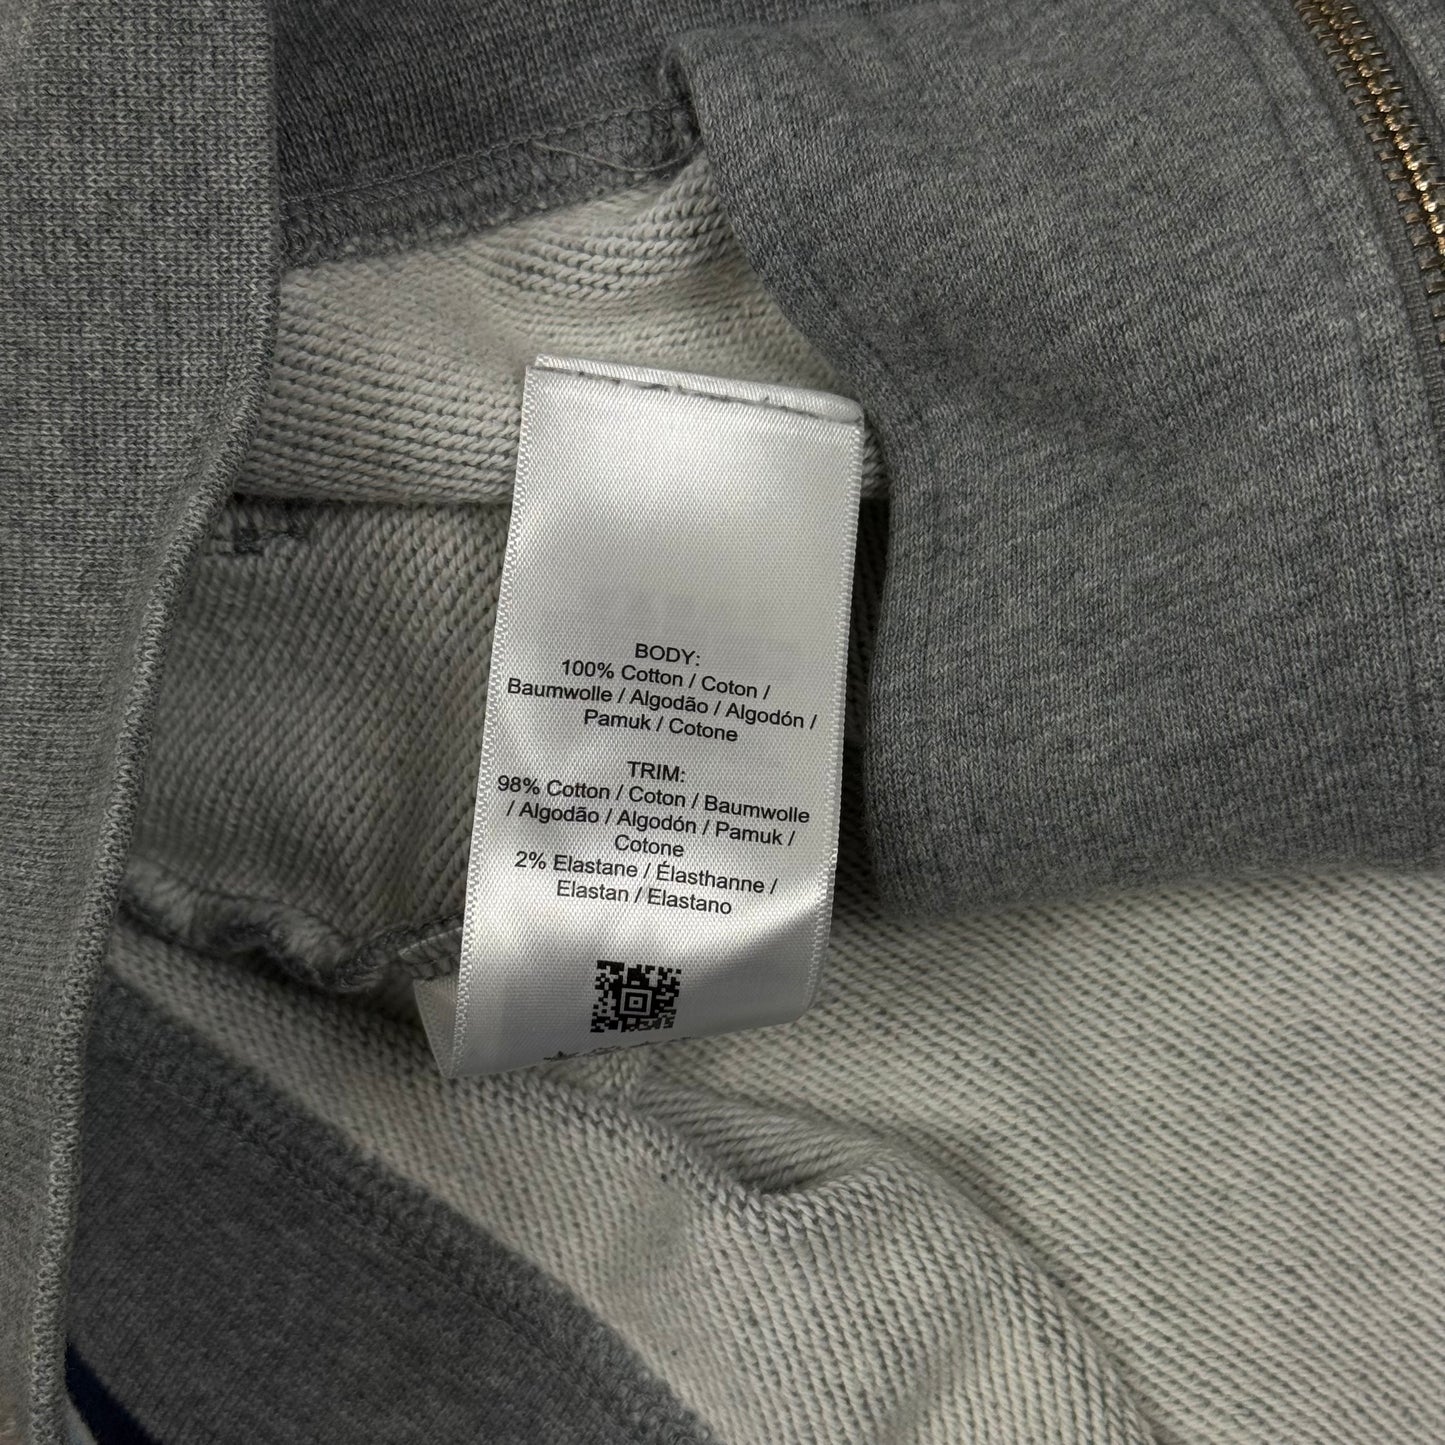 BODY:
100% Cotton / Coton /
Baumwolle / Algodão / Algodón /
Pamuk / Cotone
TRIM:
98% Cotton / Coton / Baumwolle
/ Algodão / Algodón / Pamuk /
Cotone
2% Elastane / Élasthanne /
Elastan / Elastano